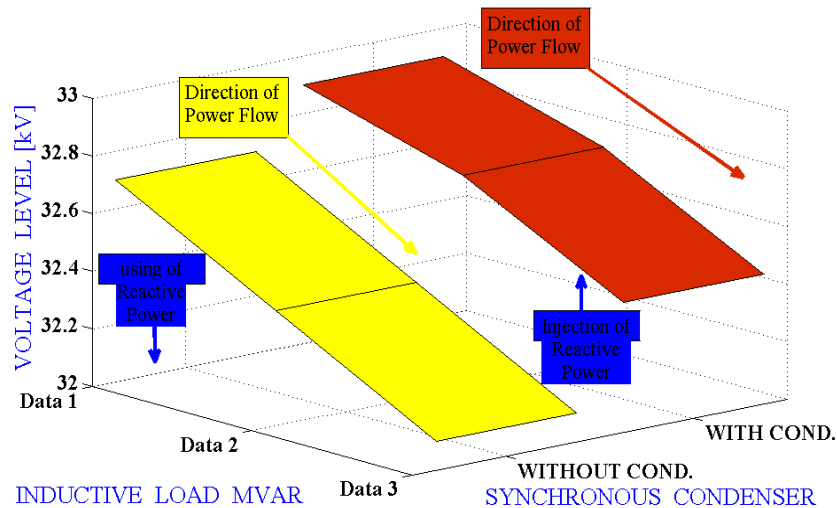 Direction of
Power Flow
Direction of
Power Flow
VOLTAGE LEVEL [kV]
33
32.8
32.6
32.4
32.2
32
using of
Reactive
Power
Injection of
Reactive
Power
Data 1
Data 2
Data 3
WITH COND.
WITHOUT COND.
INDUCTIVE LOAD MVAR
SYNCHRONOUS CONDENSER